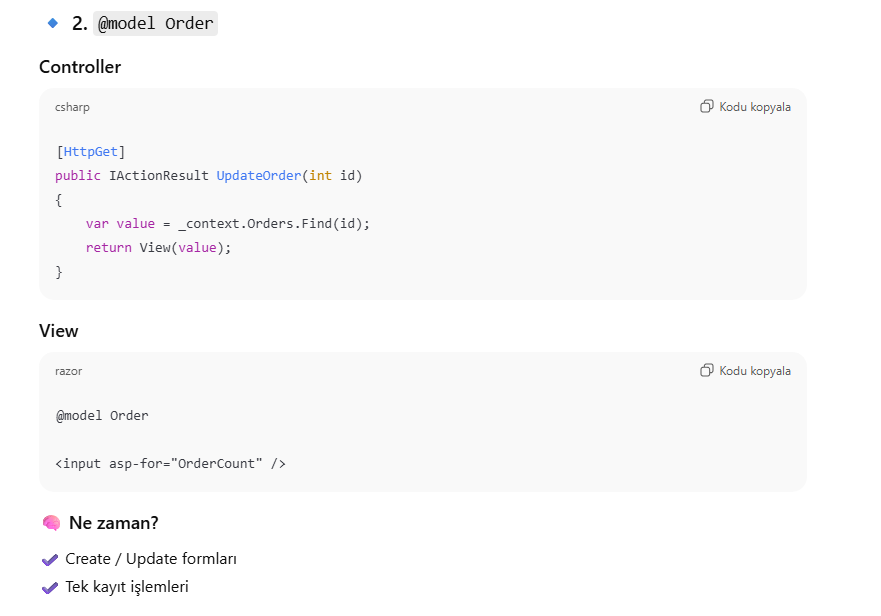 2. @model Order
Controller
csharp
Kodu kopyala
[HttpGet]
public IActionResult UpdateOrder(int id)
{
    var value = _context.Orders.Find(id);
    return View(value);
}
View
razor
Kodu kopyala
@model Order
<input asp-for="OrderCount" />
Ne zaman?
Create / Update formları
Tek kayıt işlemleri